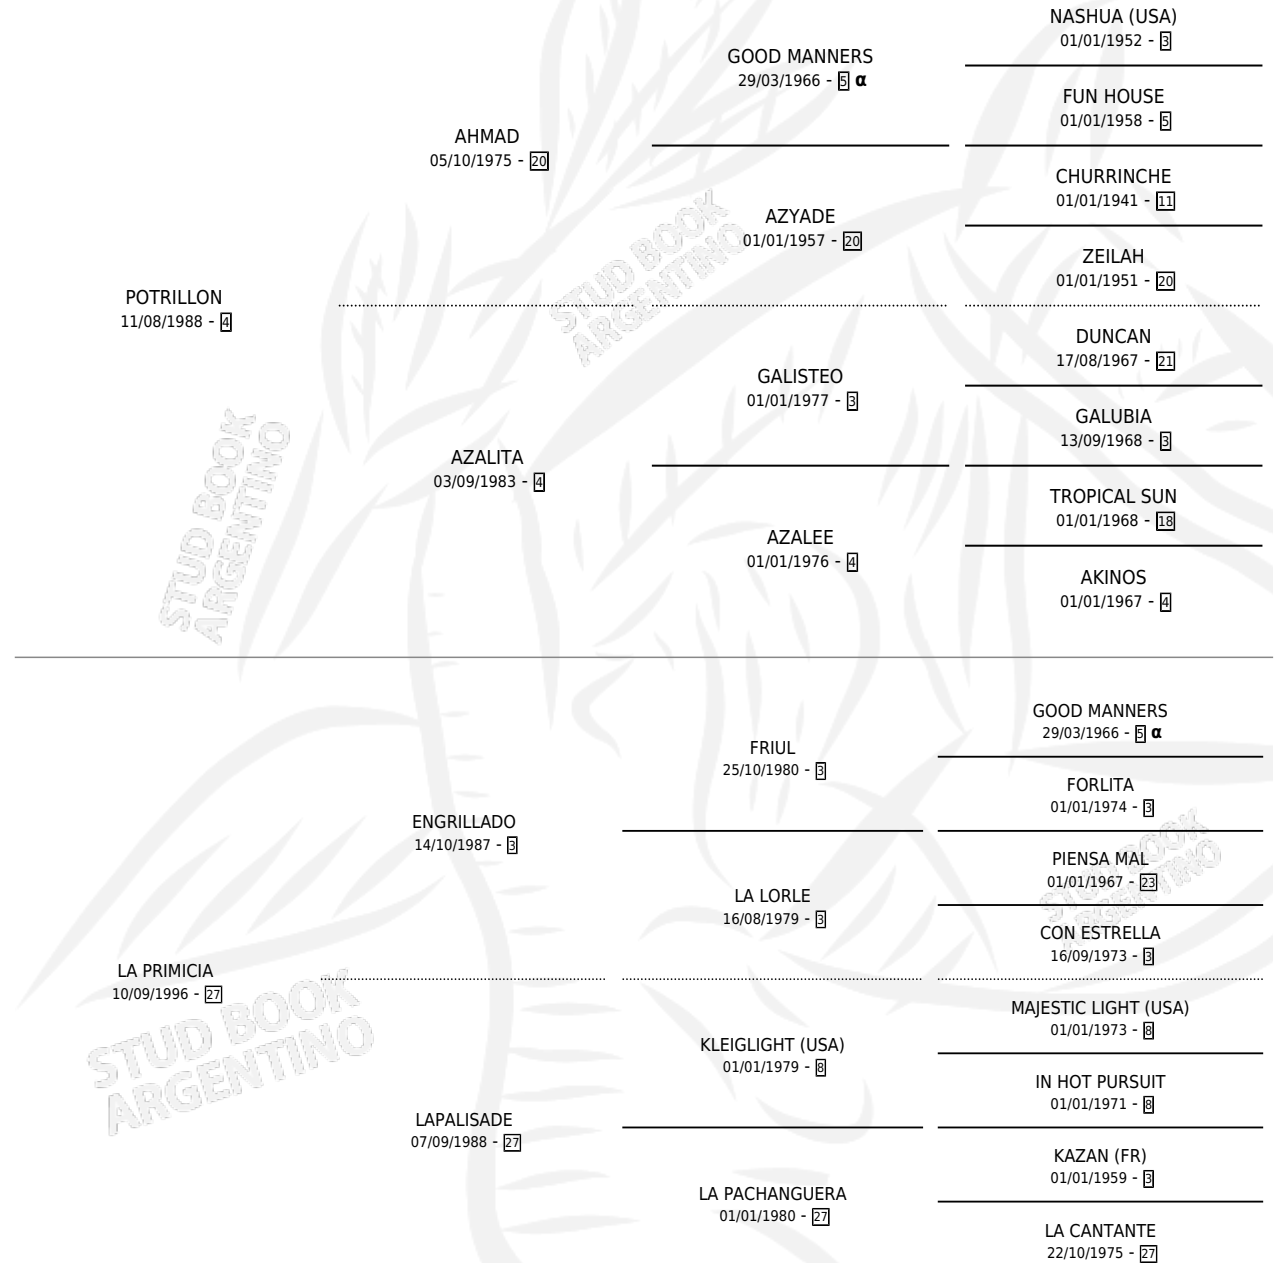 NASHUA (USA)
01/01/1952 - 3
GOOD MANNERS
29/03/1966 - 5 α
FUN HOUSE
01/01/1958 - 5
AHMAD
05/10/1975 - 20
CHURRINCHE
01/01/1941 - 11
AZYADE
01/01/1957 - 20
ZEILAH
01/01/1951 - 20
POTRILLON
11/08/1988 - 4
DUNCAN
17/08/1967 - 21
GALISTEO
01/01/1977 - 3
GALUBIA
13/09/1968 - 3
AZALITA
03/09/1983 - 4
TROPICAL SUN
01/01/1968 - 18
AZALEE
01/01/1976 - 4
AKINOS
01/01/1967 - 4
GOOD MANNERS
29/03/1966 - 5 α
FRIUL
25/10/1980 - 3
FORLITA
01/01/1974 - 3
ENGRILLADO
14/10/1987 - 3
PIENSA MAL
01/01/1967 - 23
LA LORLE
16/08/1979 - 3
CON ESTRELLA
16/09/1973 - 3
LA PRIMICIA
10/09/1996 - 27
MAJESTIC LIGHT (USA)
01/01/1973 - 8
KLEIGLIGHT (USA)
01/01/1979 - 8
IN HOT PURSUIT
01/01/1971 - 8
LAPALISADE
07/09/1988 - 27
KAZAN (FR)
01/01/1959 - 3
LA PACHANGUERA
01/01/1980 - 27
LA CANTANTE
22/10/1975 - 27
STUD BOOK
ARGENTINO
STUD BOOK
ARGENTINO
STUD BOOK
ARGENTINO
STUD BOOK
ARGENTINO